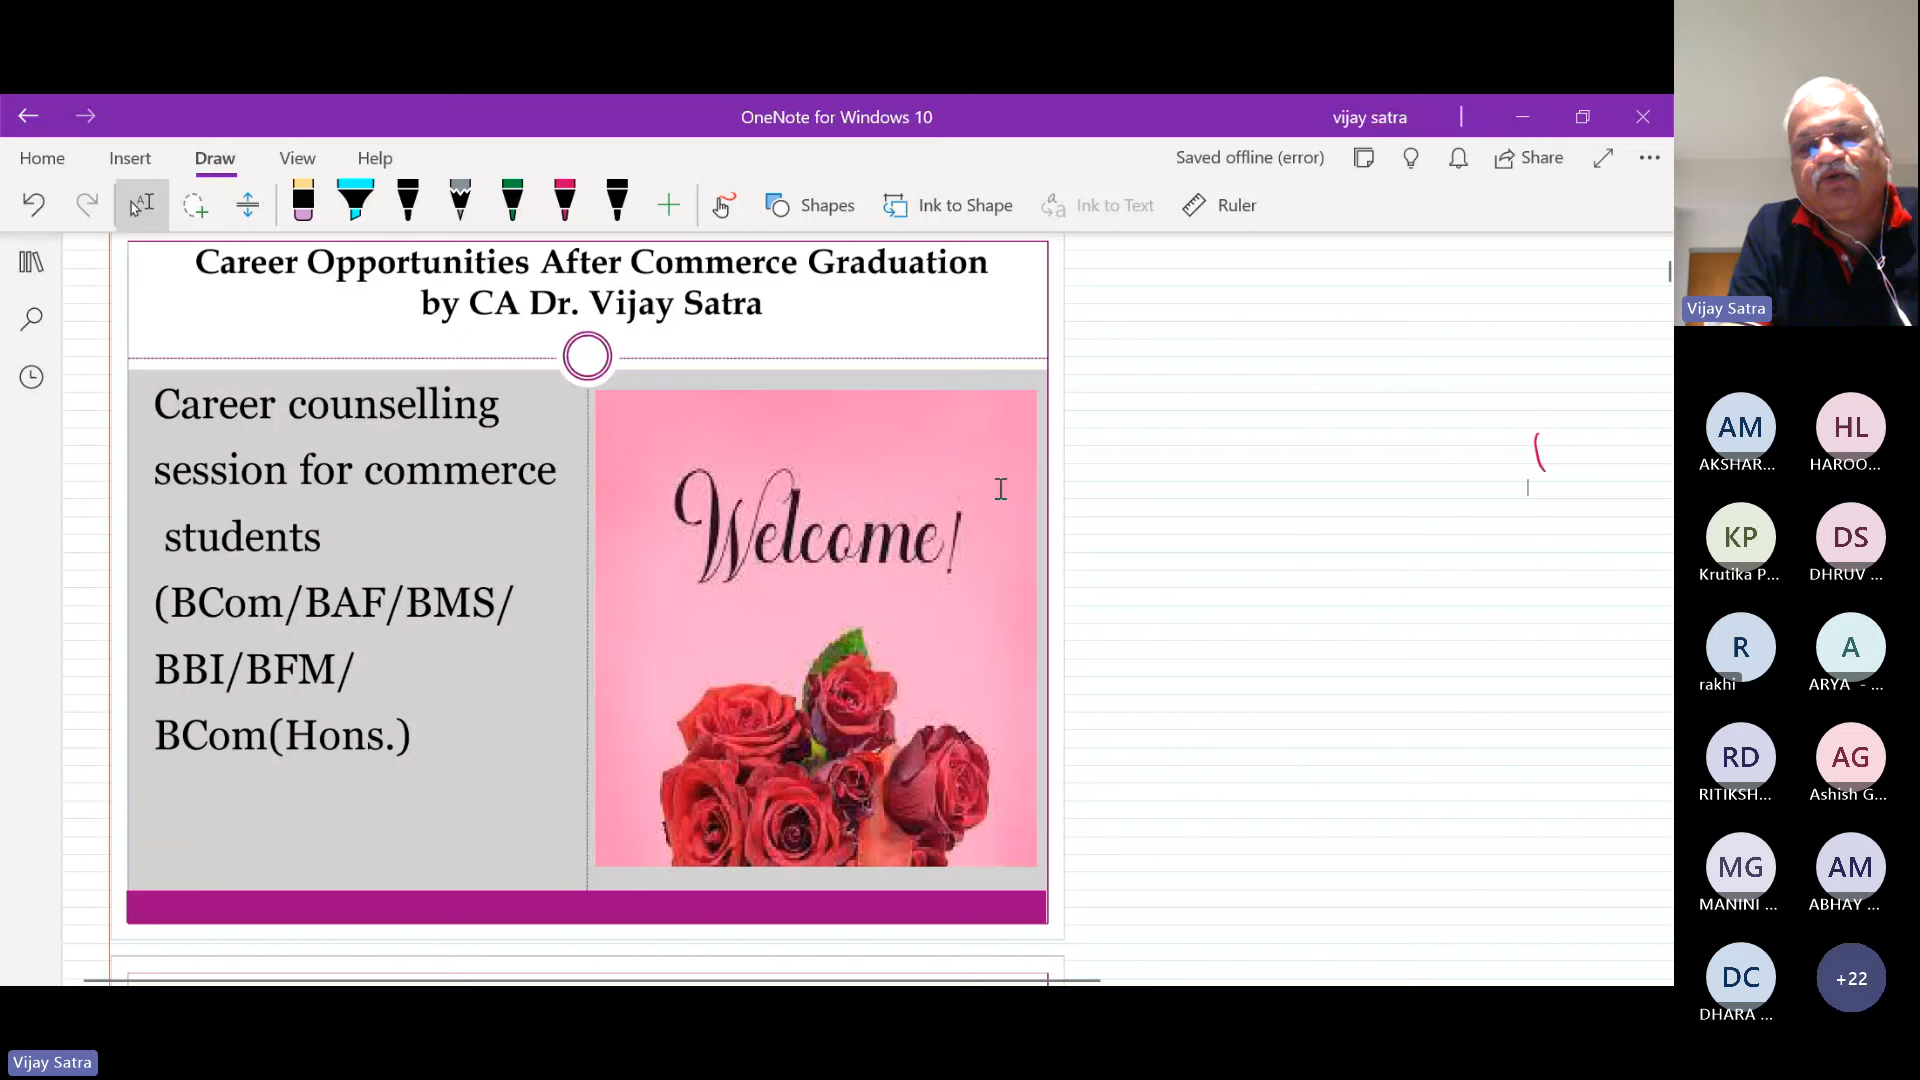 OneNote for Windows 10
vijay satra
Home Insert Draw View Help
Saved offline (error)
Share
Shapes
Ink to Shape
Ink to Text
Ruler
Career Opportunities After Commerce Graduation
by CA Dr. Vijay Satra
Career counselling
session for commerce
students
(BCom/BAF/BMS/
BBI/BFM/
BCom(Hons.)
Welcome!
Vijay Satra
AM
AKSHAR...
HL
HAROO...
KP
Krutika P...
DS
DHRUV ...
R
rakhi
A
ARYA - ...
RD
RITIKSH...
AG
Ashish G...
MG
MANINI ...
AM
ABHAY ...
DC
DHARA ...
+22
Vijay Satra